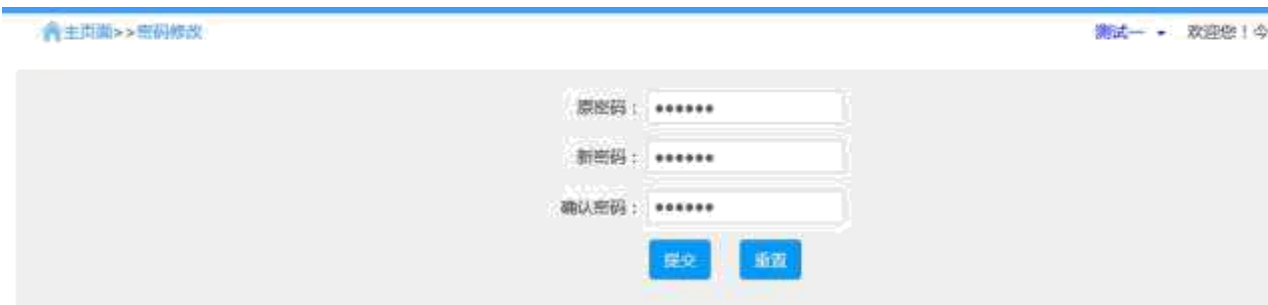 主页面>>密码修改
测试一 欢迎您！今
原密码： ●●●●●●
新密码： ●●●●●●
确认密码： ●●●●●●
提交 重置